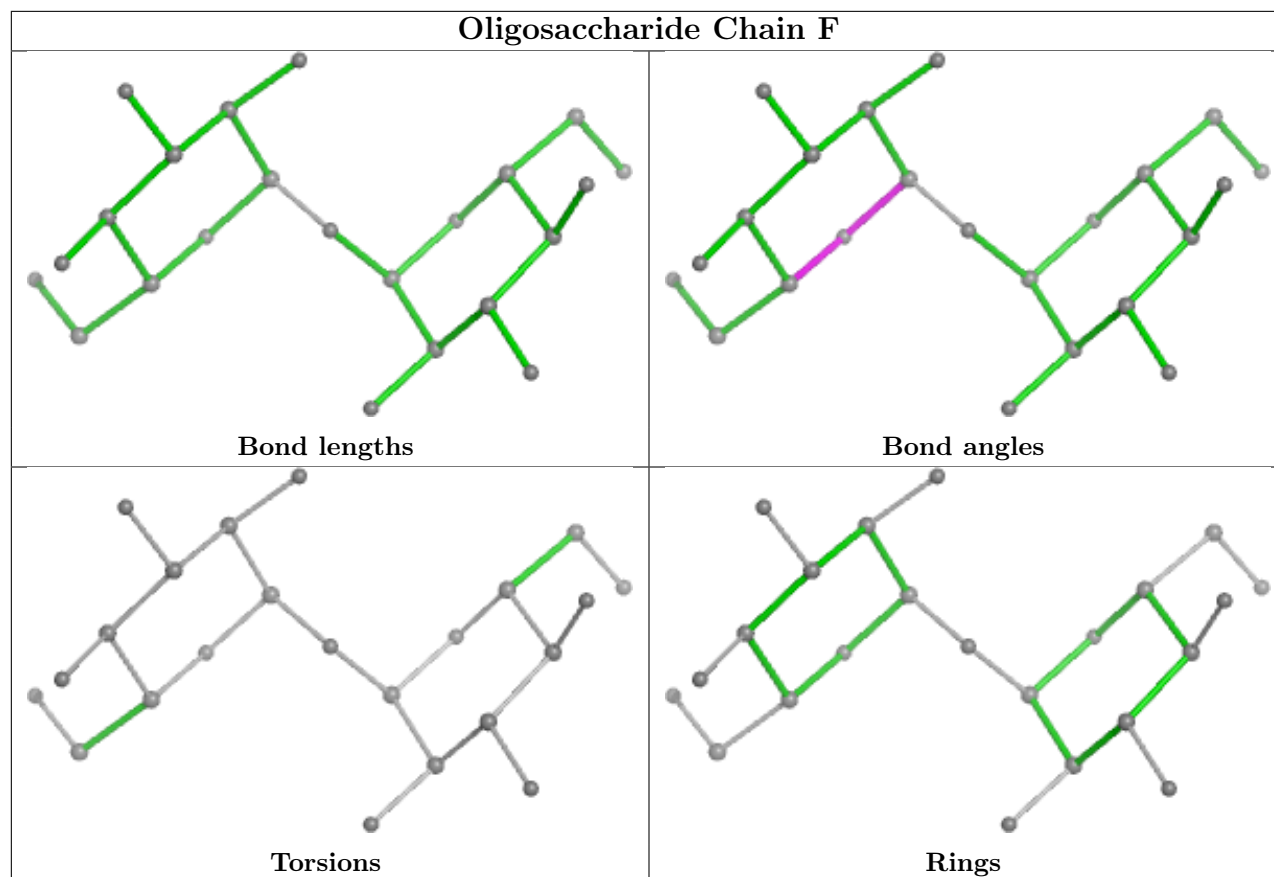 Oligosaccharide Chain F
Bond lengths
Bond angles
Torsions
Rings